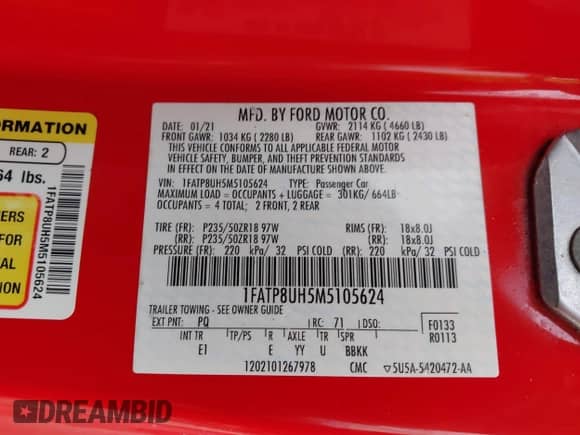 MFD. BY FORD MOTOR CO.
DATE: 01/21 GVWR: 2114 KG ( 4660 LB)
FRONT GAWR: 1034 KG ( 2280 LB) REAR GAWR: 1102 KG ( 2430 LB)
THIS VEHICLE CONFORMS TO ALL APPLICABLE FEDERAL MOTOR
VEHICLE SAFETY, BUMPER, AND THEFT PREVENTION STANDARDS IN
EFFECT ON THE DATE OF MANUFACTURE SHOWN ABOVE.
VIN: 1FATP8UH5M5105624 TYPE: Passenger Car
MAXIMUM LOAD = OCCUPANTS + LUGGAGE = 301KG/ 664LB
OCCUPANTS = 4 TOTAL; 2 FRONT, 2 REAR
TIRE (FR): P235/50ZR18 97W RIMS (FR): 18x8.0J
(RR): P235/50ZR18 97W (RR): 18x8.0J
PRESSURE (FR): 220 kPa/ 32 PSI COLD (RR): 220 kPa/ 32 PSI COLD
1FATP8UH5M5105624
TRAILER TOWING - SEE OWNER GUIDE
EXT PNT: PQ RC: 71 DSO: F0133
R0113
INT TR TP/PS R AXLE TR SPR
EI E YY U BBKK
1202101267978 CMC ▽5U5A-5420472-AA
ORMATION
REAR: 2
64 lbs.
ERS
FOR
NAL
ATION
1FATP8UH5M5105624
DREAMBID